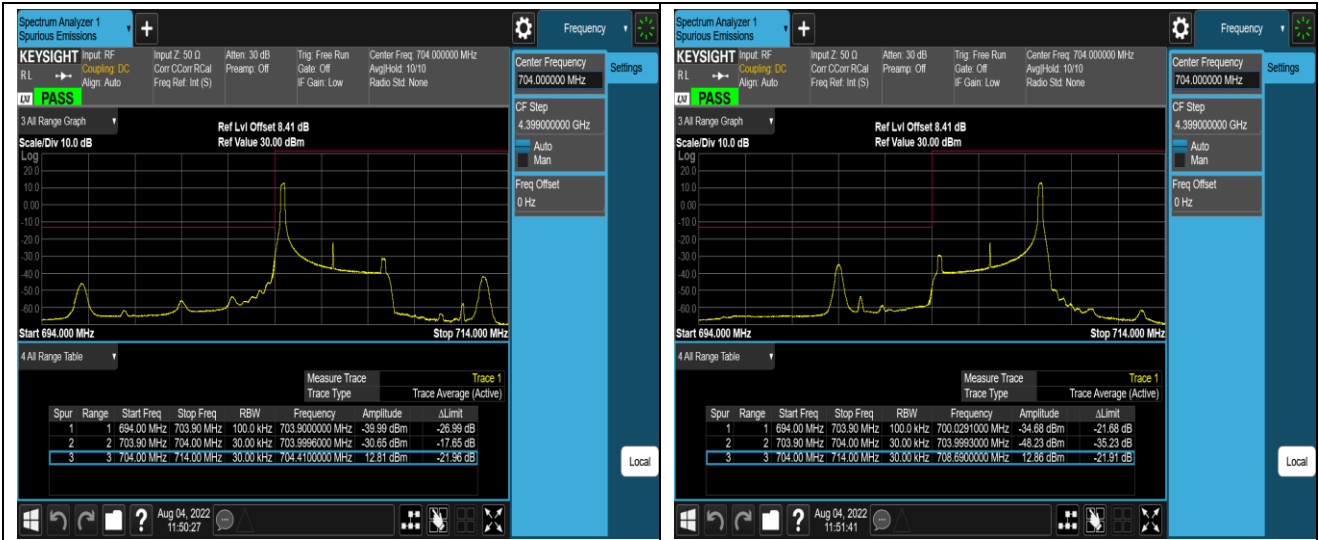 Spectrum Analyzer 1
Spurious Emissions
Frequency
KEYSIGHT Input: RF Input Z: 50 Ω Atten: 30 dB Trig: Free Run Center Freq: 704.000000 MHz
RL Coupling: DC Corr CCorr RCal Preamp: Off Gate: Off Avg|Hold: 10/10
Align: Auto Freq Ref: Int (S) IF Gain: Low Radio Std: None
LXI PASS
3 All Range Graph
Ref Lvl Offset 8.41 dB
Scale/Div 10.0 dB Ref Value 30.00 dBm
Log
20.0
10.0
0.00
-10.0
-20.0
-30.0
-40.0
-50.0
-60.0
Start 694.000 MHz Stop 714.000 MHz
4 All Range Table
Measure Trace Trace 1
Trace Type Trace Average (Active)
Spur Range Start Freq Stop Freq RBW Frequency Amplitude ΔLimit
1 1 694.00 MHz 703.90 MHz 100.0 kHz 703.9000000 MHz -39.99 dBm -26.99 dB
2 2 703.90 MHz 704.00 MHz 30.00 kHz 703.9996000 MHz -30.65 dBm -17.65 dB
3 3 704.00 MHz 714.00 MHz 30.00 kHz 704.4100000 MHz 12.81 dBm -21.96 dB
Aug 04, 2022
11:50:27
Center Frequency
704.000000 MHz
Settings
CF Step
4.399000000 GHz
Auto
Man
Freq Offset
0 Hz
Local
Spectrum Analyzer 1
Spurious Emissions
Frequency
KEYSIGHT Input: RF Input Z: 50 Ω Atten: 30 dB Trig: Free Run Center Freq: 704.000000 MHz
RL Coupling: DC Corr CCorr RCal Preamp: Off Gate: Off Avg|Hold: 10/10
Align: Auto Freq Ref: Int (S) IF Gain: Low Radio Std: None
LXI PASS
3 All Range Graph
Ref Lvl Offset 8.41 dB
Scale/Div 10.0 dB Ref Value 30.00 dBm
Log
20.0
10.0
0.00
-10.0
-20.0
-30.0
-40.0
-50.0
-60.0
Start 694.000 MHz Stop 714.000 MHz
4 All Range Table
Measure Trace Trace 1
Trace Type Trace Average (Active)
Spur Range Start Freq Stop Freq RBW Frequency Amplitude ΔLimit
1 1 694.00 MHz 703.90 MHz 100.0 kHz 700.0291000 MHz -34.68 dBm -21.68 dB
2 2 703.90 MHz 704.00 MHz 30.00 kHz 703.9993000 MHz -48.23 dBm -35.23 dB
3 3 704.00 MHz 714.00 MHz 30.00 kHz 708.6900000 MHz 12.86 dBm -21.91 dB
Aug 04, 2022
11:51:41
Center Frequency
704.000000 MHz
Settings
CF Step
4.399000000 GHz
Auto
Man
Freq Offset
0 Hz
Local